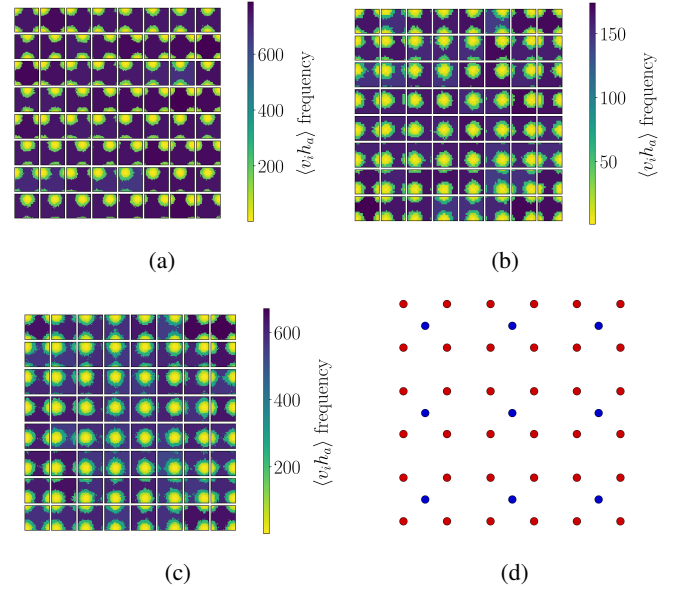 600
400
200
⟨v_i h_a⟩ frequency
(a)
150
100
50
⟨v_i h_a⟩ frequency
(b)
600
400
200
⟨v_i h_a⟩ frequency
(c)
(d)